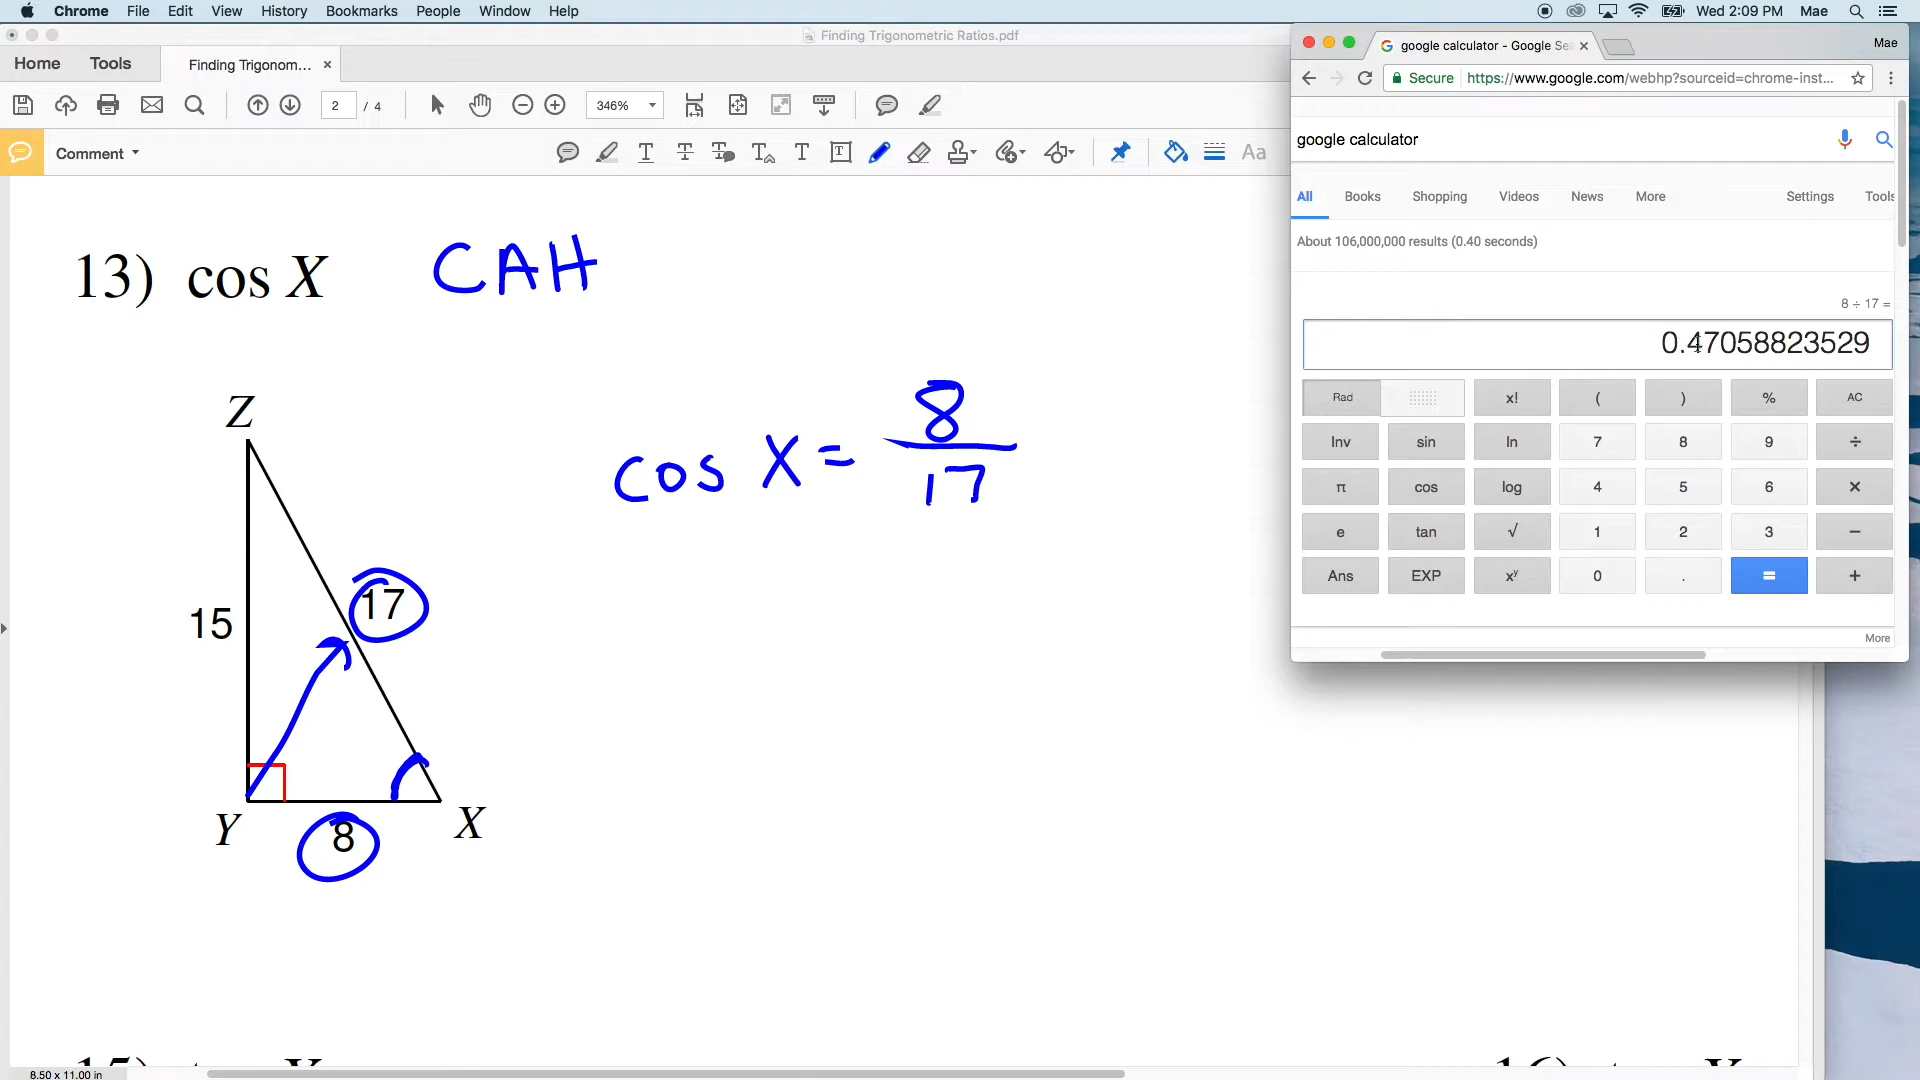 Chrome File Edit View History Bookmarks People Window Help Wed 2:09 PM Mae
Finding Trigonometric Ratios.pdf
Home Tools Finding Trigonom... ×
2 / 4 346%
Comment
Aa
13) cos X CAH
cos X = 8
17
Z
15
17
Y
8
X
8.50 x 11.00 in
google calculator - Google Sea × Mae
Secure https://www.google.com/webhp?sourceid=chrome-inst...
google calculator
All Books Shopping Videos News More Settings Tools
About 106,000,000 results (0.40 seconds)
8 ÷ 17 =
0.47058823529
Rad x! ( ) % AC
Inv sin ln 7 8 9 ÷
π cos log 4 5 6 ×
e tan √ 1 2 3 −
Ans EXP xʸ 0 . = +
More